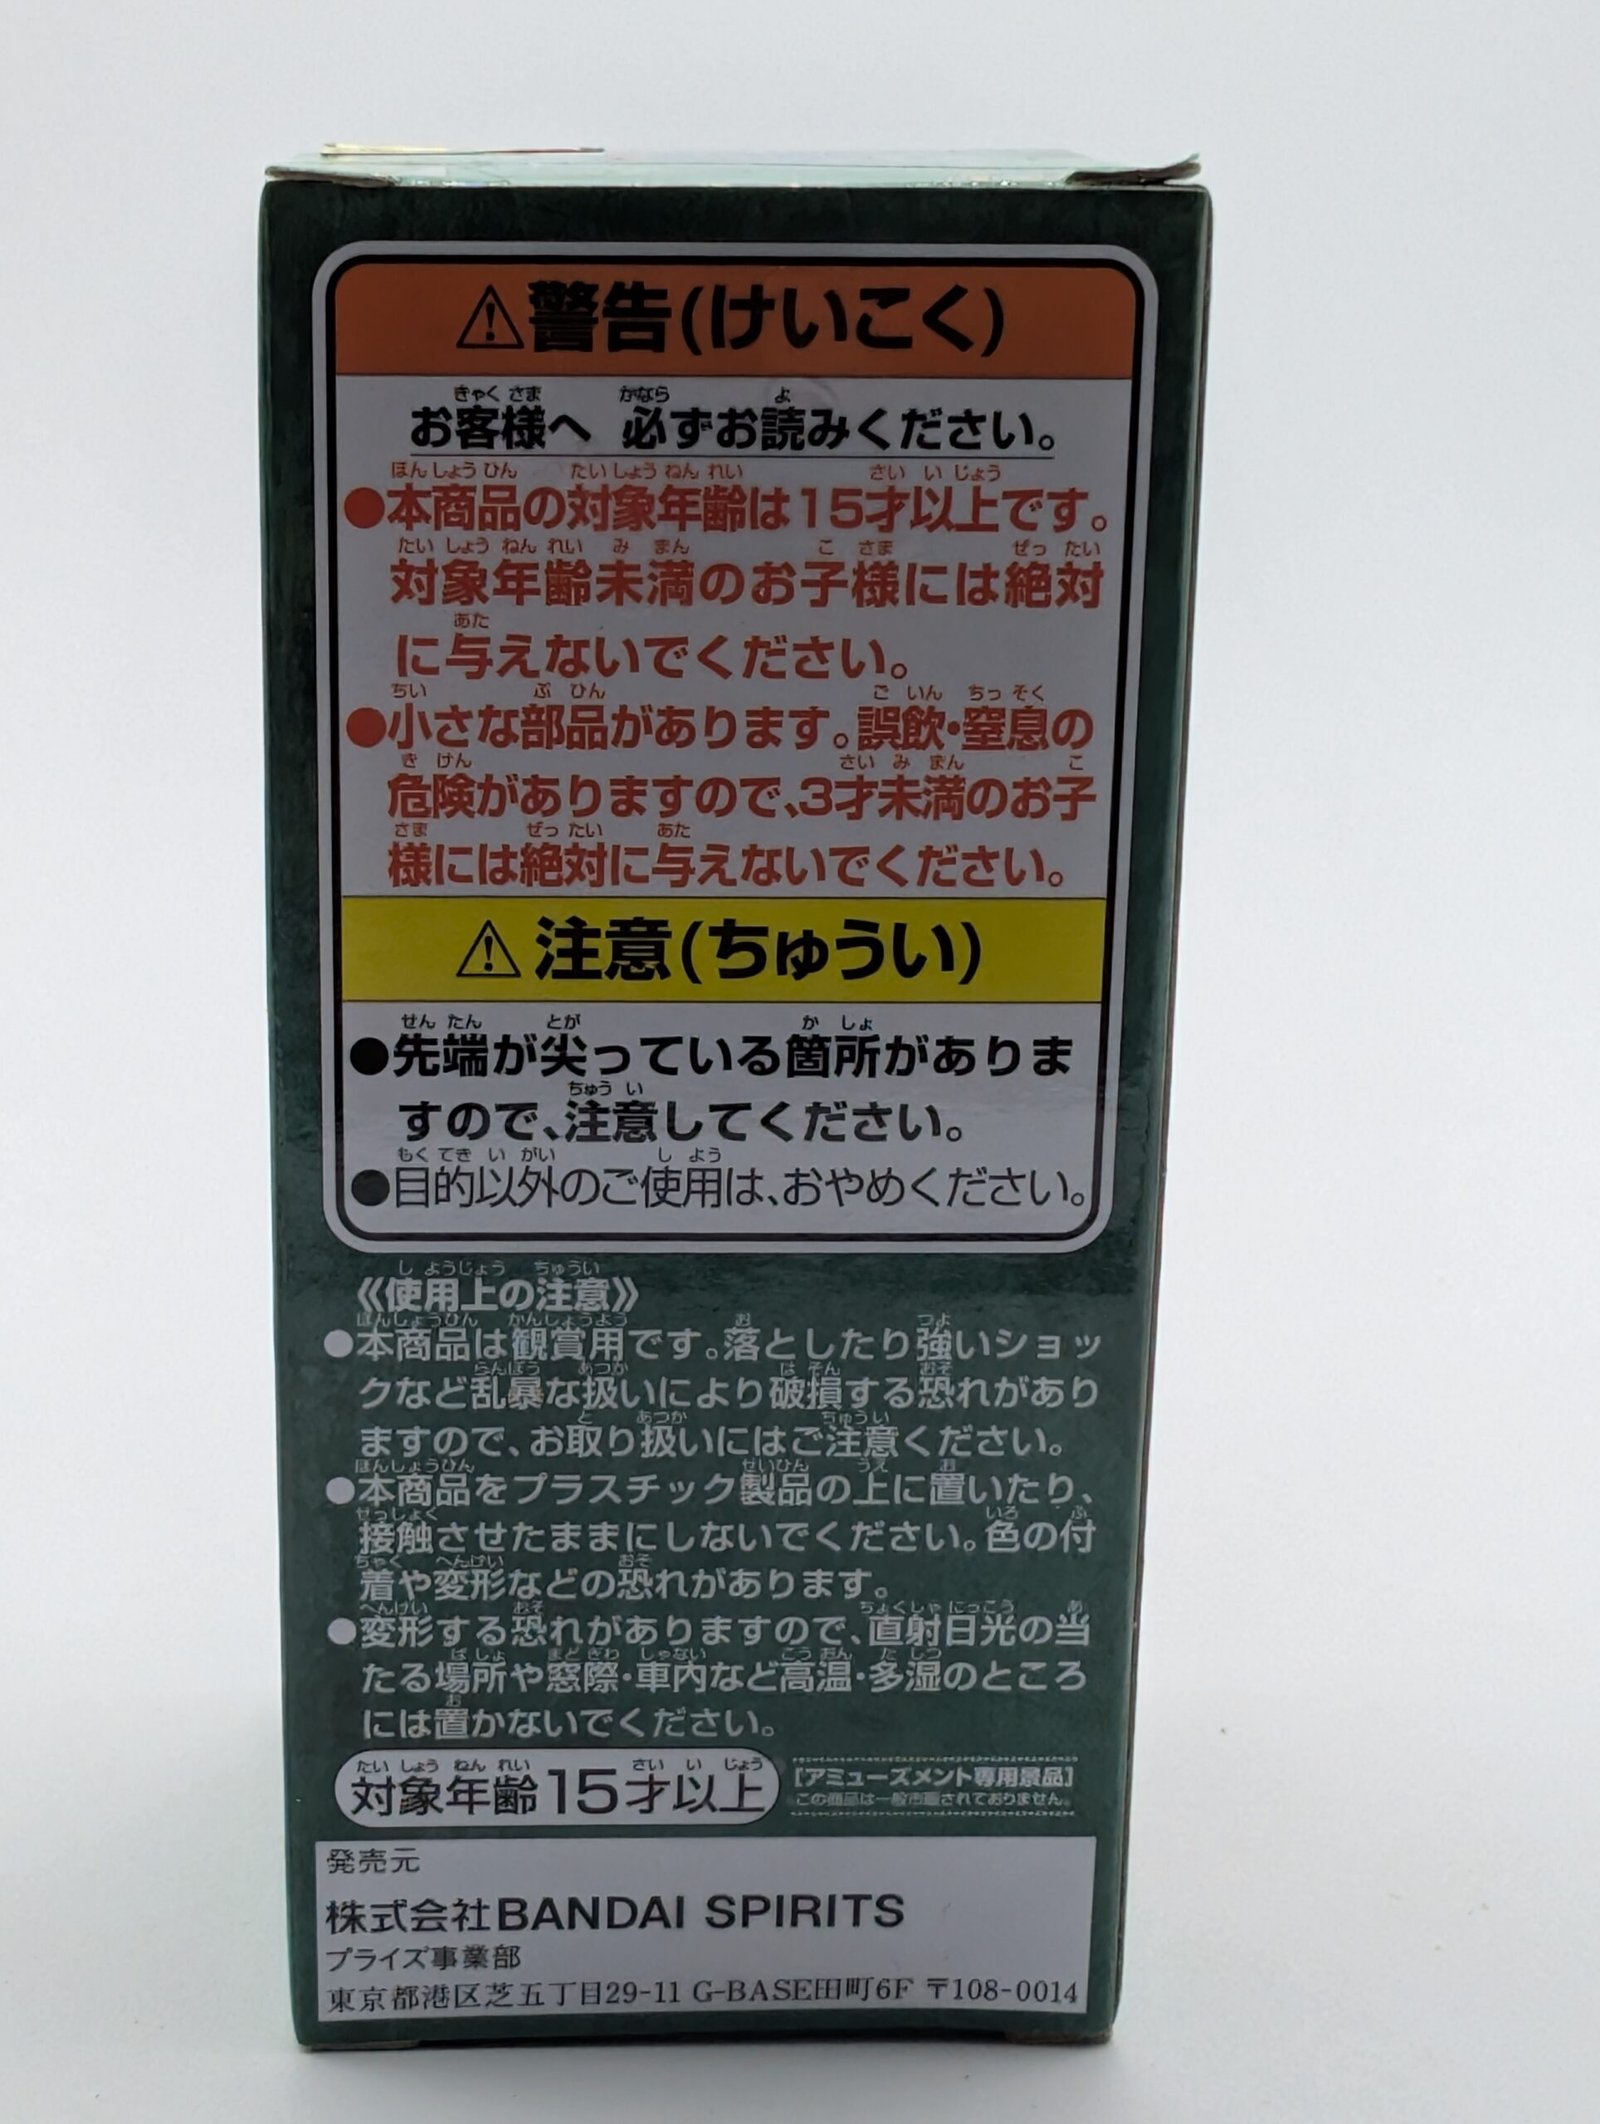 ⚠警告(けいこく)
お客様へ 必ずお読みください。
●本商品の対象年齢は15才以上です。
対象年齢未満のお子様には絶対
に与えないでください。
●小さな部品があります。誤飲・窒息の
危険がありますので、3才未満のお子
様には絶対に与えないでください。
⚠注意(ちゅうい)
●先端が尖っている箇所がありま
すので、注意してください。
●目的以外のご使用は、おやめください。
《使用上の注意》
●本商品は観賞用です。落としたり強いショッ
クなど乱暴な扱いにより破損する恐れがあり
ますので、お取り扱いにはご注意ください。
●本商品をプラスチック製品の上に置いたり、
接触させたままにしないでください。色の付
着や変形などの恐れがあります。
●変形する恐れがありますので、直射日光の当
たる場所や窓際・車内など高温・多湿のところ
には置かないでください。
対象年齢15才以上
[アミューズメント専用景品]
この商品は一般市販されておりません。
発売元
株式会社BANDAI SPIRITS
プライズ事業部
東京都港区芝五丁目29-11 G-BASE田町6F 〒108-0014